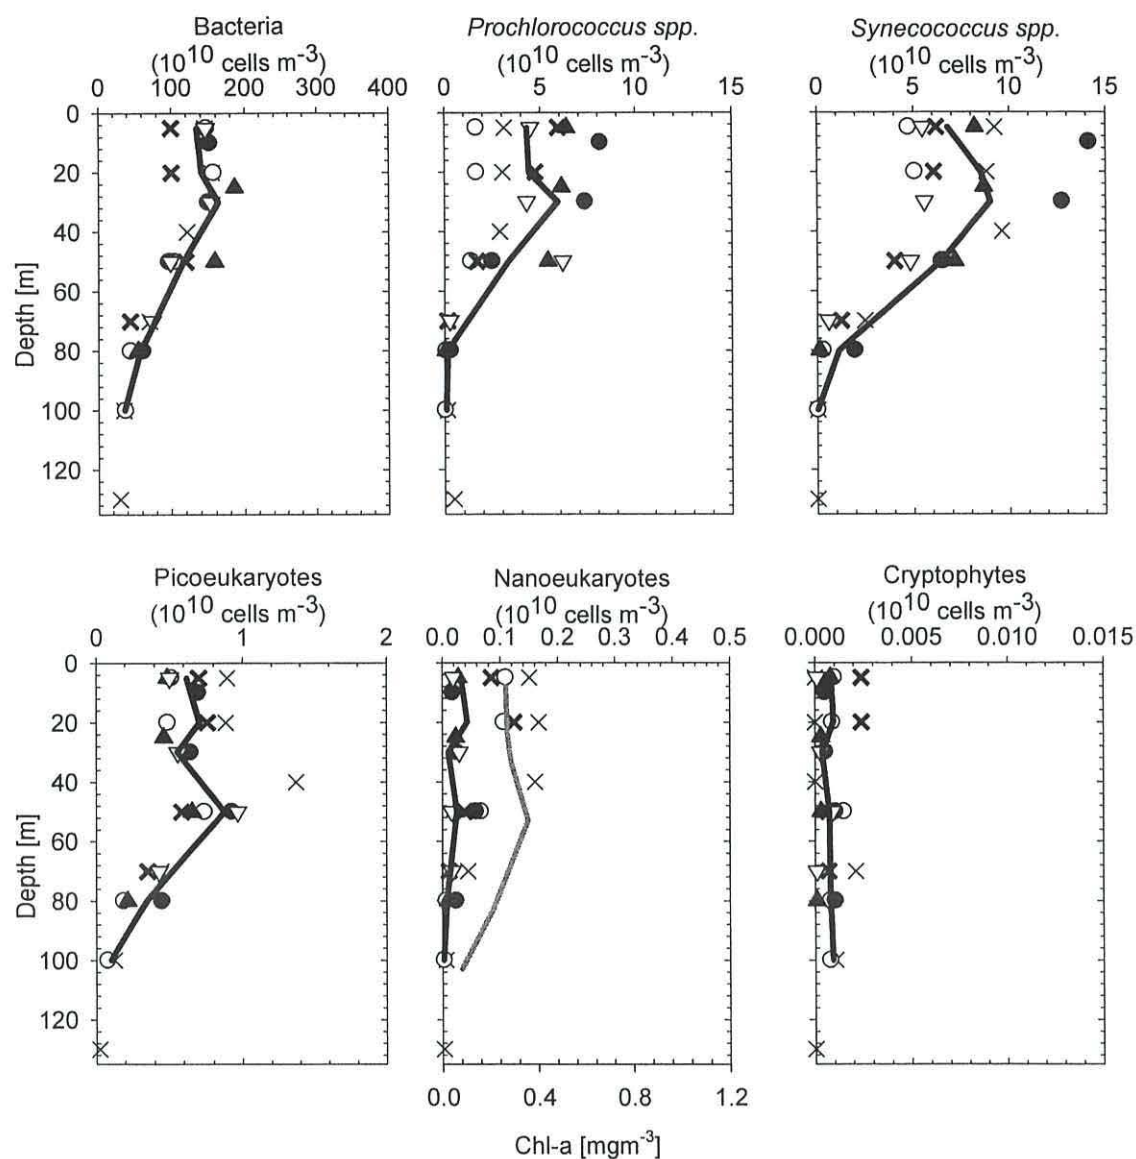 Bacteria
(10^10 cells m^-3)
100 200 300 400
Prochlorococcus spp.
(10^10 cells m^-3)
0 5 10 15
Synecococcus spp.
(10^10 cells m^-3)
0 5 10 15
0
20
40
60
80
100
120
Depth [m]
Picoeukaryotes
(10^10 cells m^-3)
0 1 2
Nanoeukaryotes
(10^10 cells m^-3)
0.0 0.1 0.2 0.3 0.4 0.5
Cryptophytes
(10^10 cells m^-3)
0.000 0.005 0.010 0.015
0
20
40
60
80
100
120
Depth [m]
0.0 0.4 0.8 1.2
Chl-a [mgm^-3]